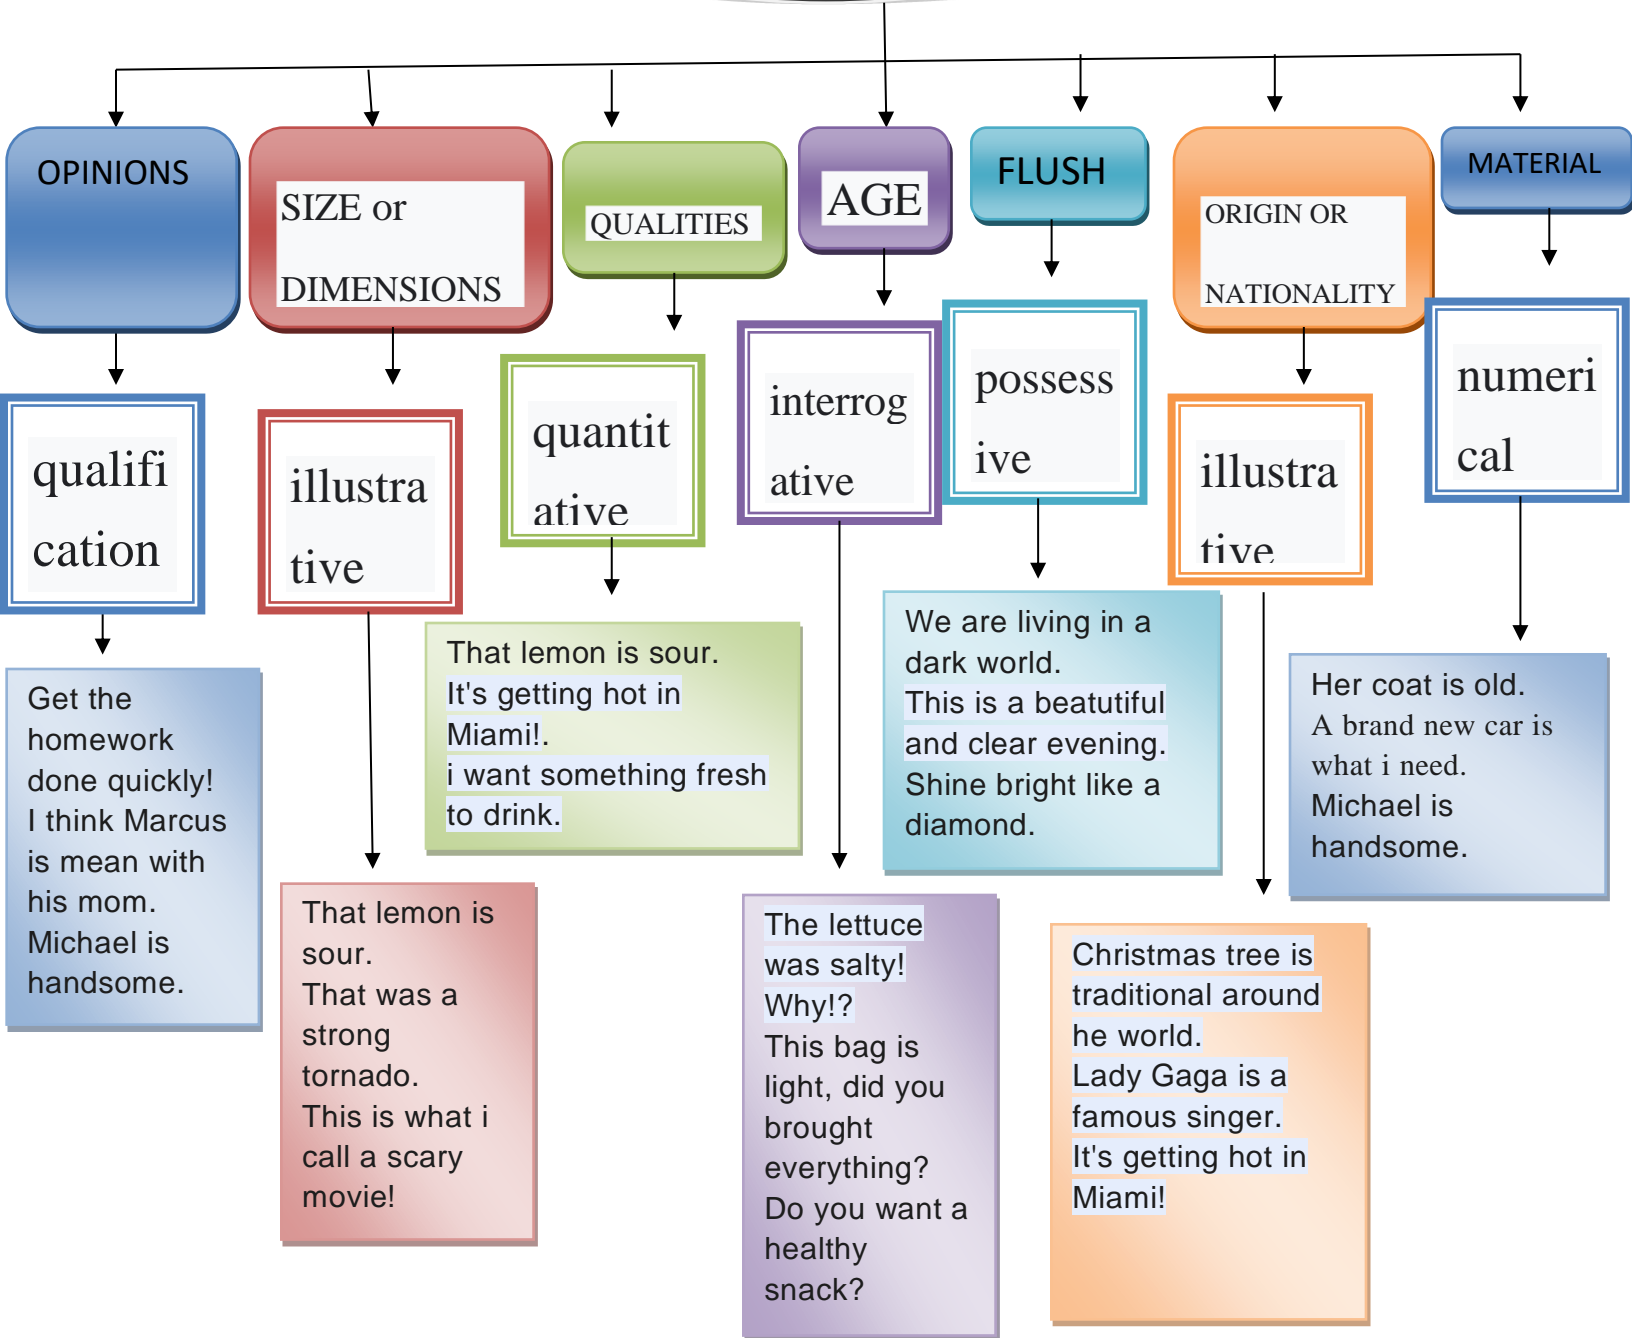 OPINIONS
SIZE or
DIMENSIONS
QUALITIES
AGE
FLUSH
ORIGIN OR
NATIONALITY
MATERIAL
qualifi
cation
illustra
tive
quantit
ative
interrog
ative
possess
ive
illustra
tive
numeri
cal
Get the
homework
done quickly!
I think Marcus
is mean with
his mom.
Michael is
handsome.
That lemon is
sour.
That was a
strong
tornado.
This is what i
call a scary
movie!
That lemon is sour.
It's getting hot in
Miami!.
i want something fresh
to drink.
The lettuce
was salty!
Why!?
This bag is
light, did you
brought
everything?
Do you want a
healthy
snack?
We are living in a
dark world.
This is a beatutiful
and clear evening.
Shine bright like a
diamond.
Christmas tree is
traditional around
he world.
Lady Gaga is a
famous singer.
It's getting hot in
Miami!
Her coat is old.
A brand new car is
what i need.
Michael is
handsome.